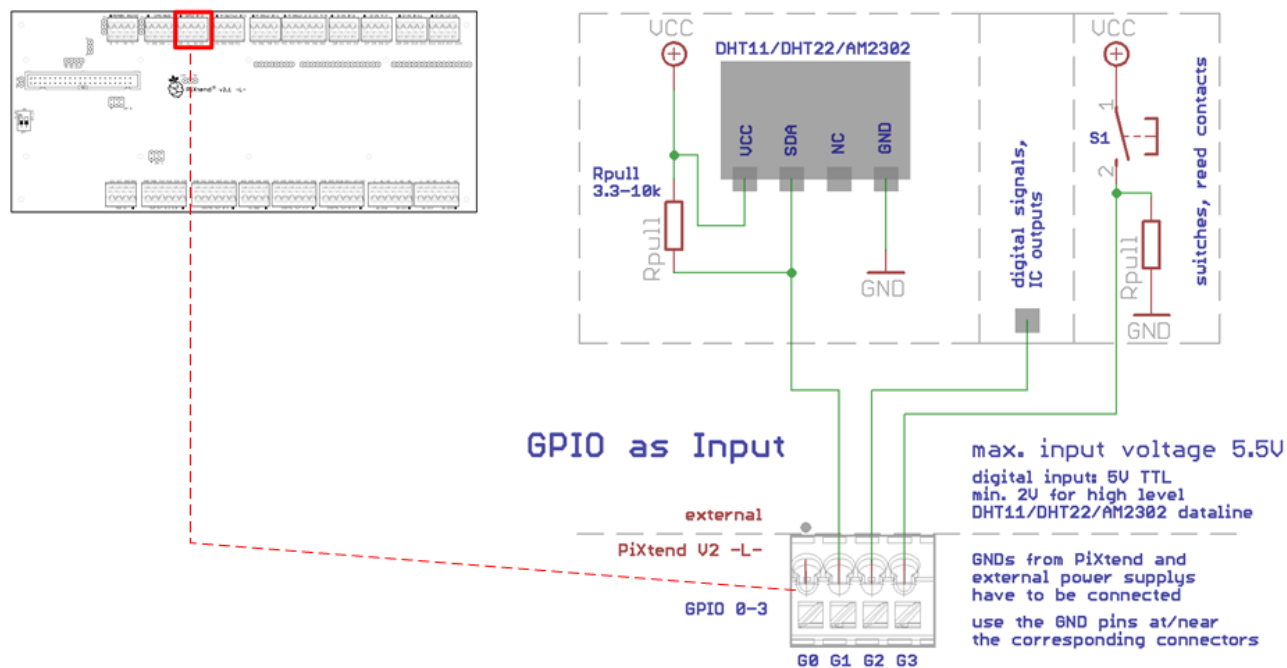 PiXtend® v2.1 -L-
VCC
DHT11/DHT22/AM2302
VCC
VCC
SDA
NC
GND
Rpull
3.3-10k
Rpull
GND
digital signals,
IC outputs
1
S1
2
Rpull
GND
switches, reed contacts
GPIO as Input
max. input voltage 5.5V
digital input: 5V TTL
min. 2V for high level
DHT11/DHT22/AM2302 dataline
external
PiXtend V2 -L-
GPIO 0-3
GNDs from PiXtend and
external power supplys
have to be connected
use the GND pins at/near
the corresponding connectors
G0 G1 G2 G3